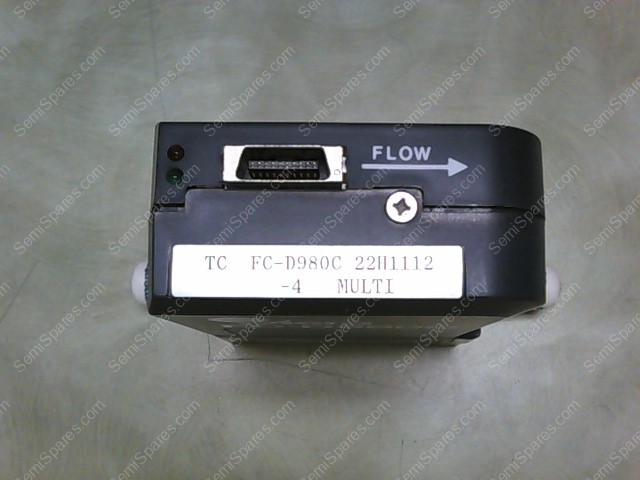 FLOW
TC FC-D980C 22H1112
-4 MULTI
SemiSpares.com